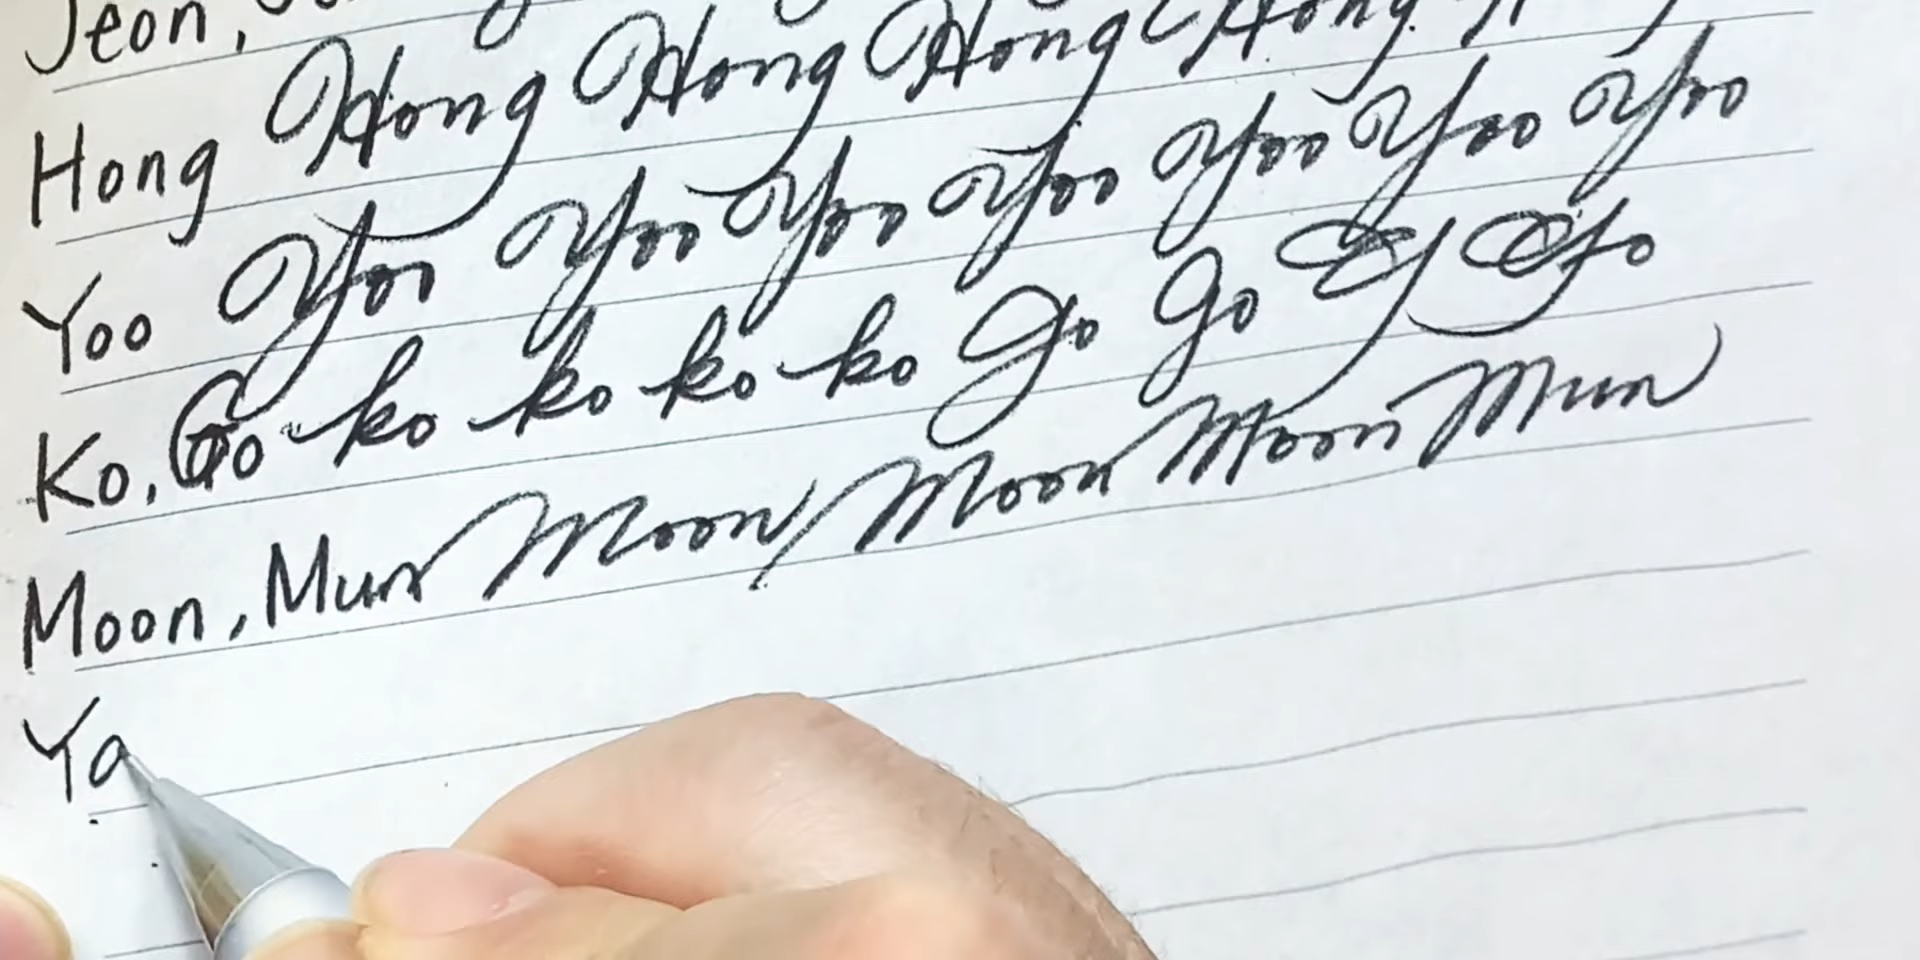 Jeon,
Hong Hong Hong Hong Hong
Yoo Yoo Yoo Yoo Yoo Yoo Yoo Yoo
Ko, Go ko ko ko ko Go Go Go
Moon, Mun Moon Moon Moon Mun
Ya